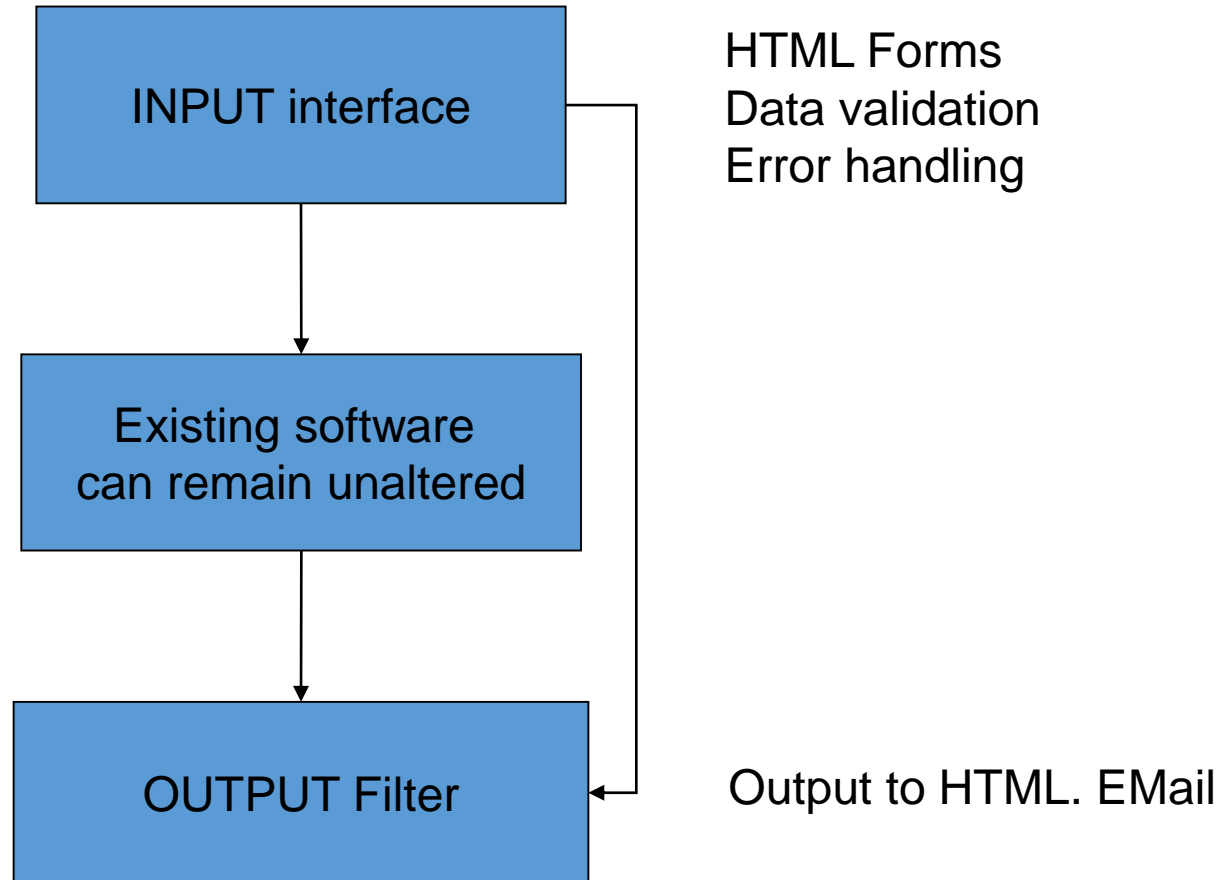 INPUT interface
HTML Forms
Data validation
Error handling
Existing software
can remain unaltered
OUTPUT Filter
Output to HTML. EMail